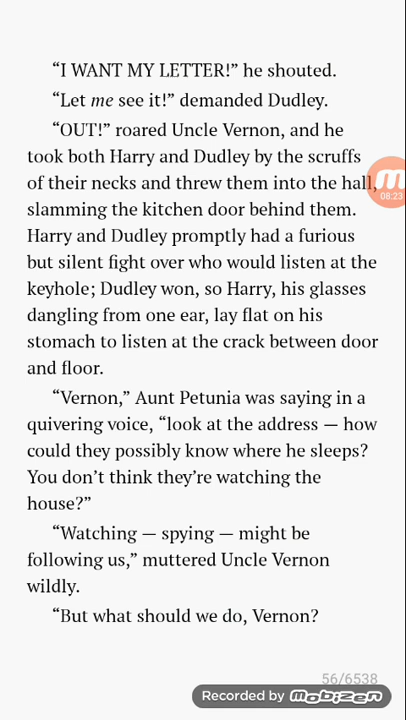 “I WANT MY LETTER!” he shouted.
“Let me see it!” demanded Dudley.
“OUT!” roared Uncle Vernon, and he
took both Harry and Dudley by the scruffs
of their necks and threw them into the hall,
slamming the kitchen door behind them.
Harry and Dudley promptly had a furious
but silent fight over who would listen at the
keyhole; Dudley won, so Harry, his glasses
dangling from one ear, lay flat on his
stomach to listen at the crack between door
and floor.
“Vernon,” Aunt Petunia was saying in a
quivering voice, “look at the address — how
could they possibly know where he sleeps?
You don’t think they’re watching the
house?”
“Watching — spying — might be
following us,” muttered Uncle Vernon
wildly.
“But what should we do, Vernon?
08:23
56/6538
Recorded by Mobizen